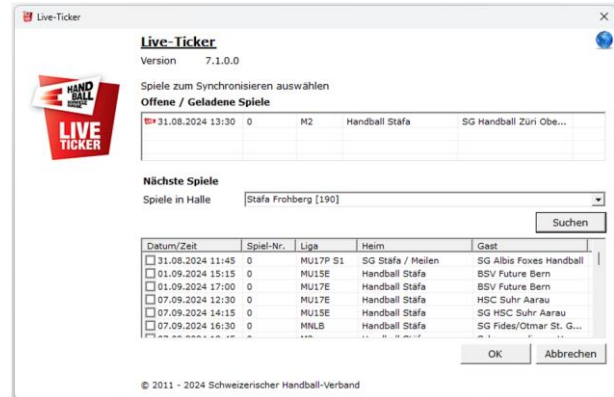 Live-Ticker
Live-Ticker
Version 7.1.0.0
Spiele zum Synchronisieren auswählen
Offene / Geladene Spiele
HAND
BALL
LIVE
TICKER
31.08.2024 13:30 0 M2 Handball Stäfa SG Handball Züri Obe...
Nächste Spiele
Spiele in Halle Stäfa Frohberg [190]
Suchen
Datum/Zeit Spiel-Nr. Liga Heim Gast
31.08.2024 11:45 0 MU17P S1 SG Stäfa / Meilen SG Albis Foxes Handball
01.09.2024 15:15 0 MU15E Handball Stäfa BSV Future Bern
01.09.2024 17:00 0 MU17E Handball Stäfa BSV Future Bern
07.09.2024 12:30 0 MU17E Handball Stäfa HSC Suhr Aarau
07.09.2024 14:15 0 MU15E Handball Stäfa SG HSC Suhr Aarau
07.09.2024 16:30 0 MNLB Handball Stäfa SG Fides/Otmar St. G...
OK Abbrechen
© 2011 - 2024 Schweizerischer Handball-Verband